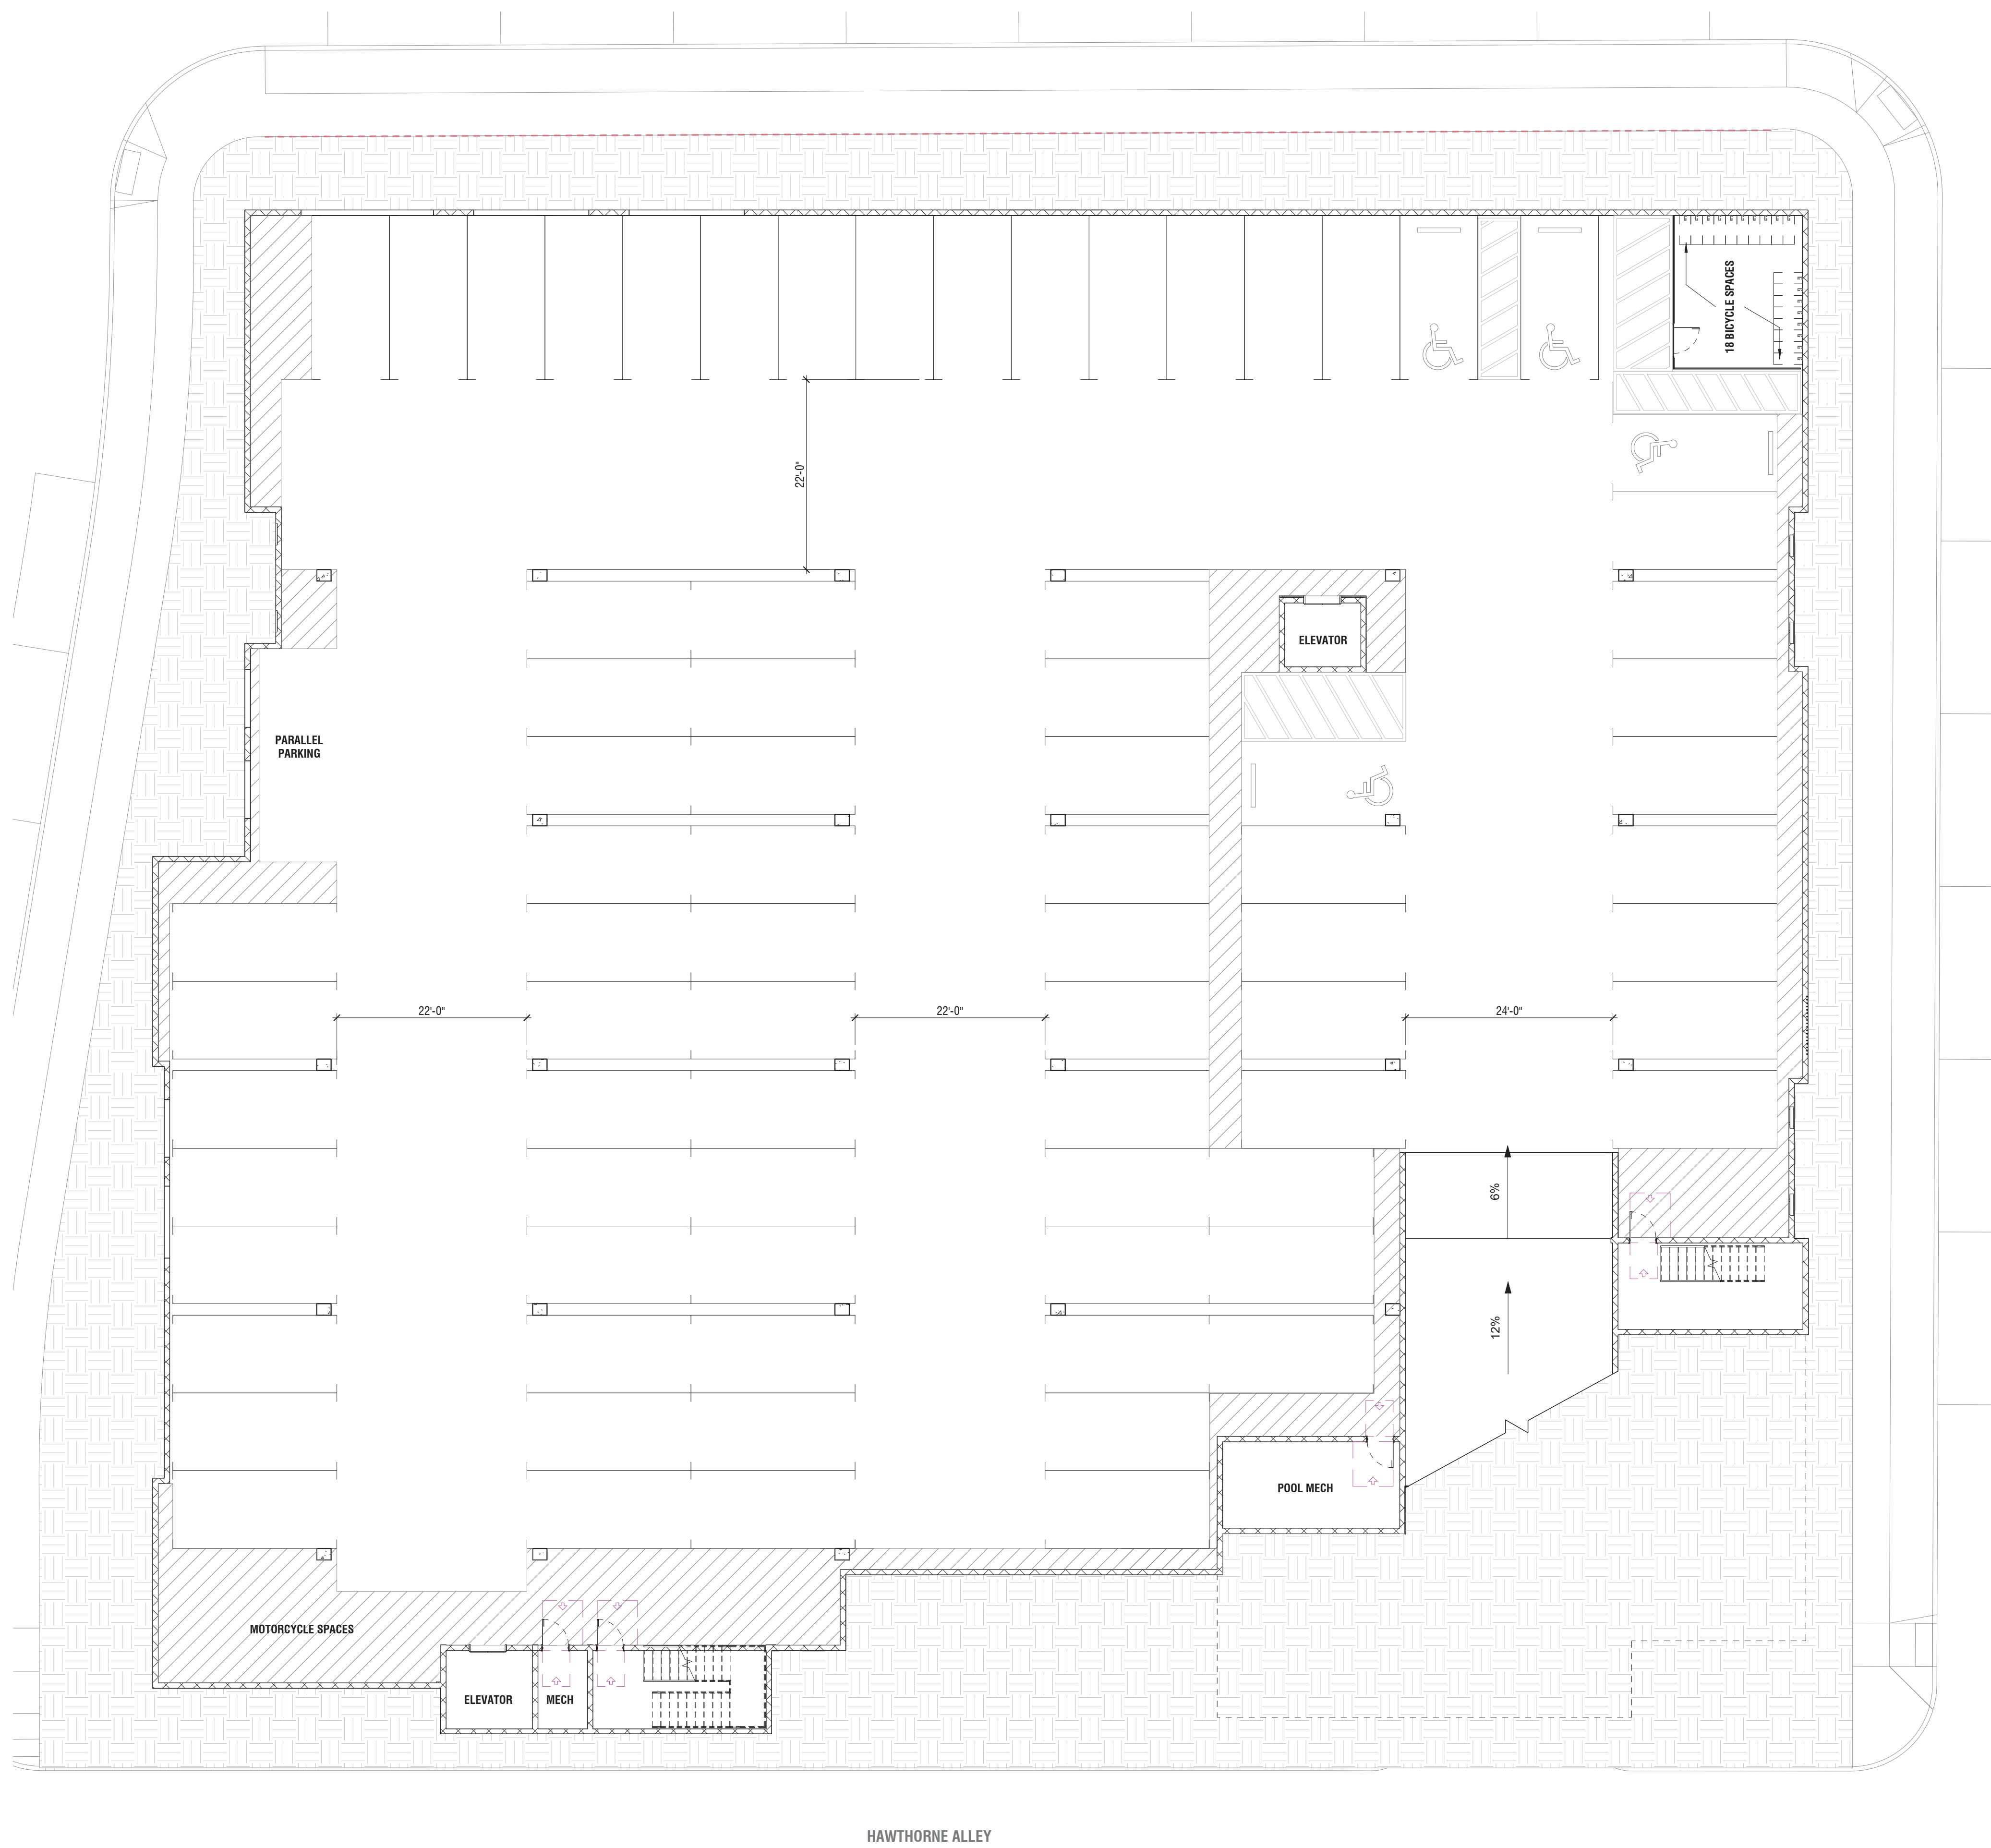 18 BICYCLE SPACES
22'-0"
ELEVATOR
PARALLEL
PARKING
22'-0"
22'-0"
24'-0"
6%
12%
POOL MECH
MOTORCYCLE SPACES
ELEVATOR
MECH
HAWTHORNE ALLEY